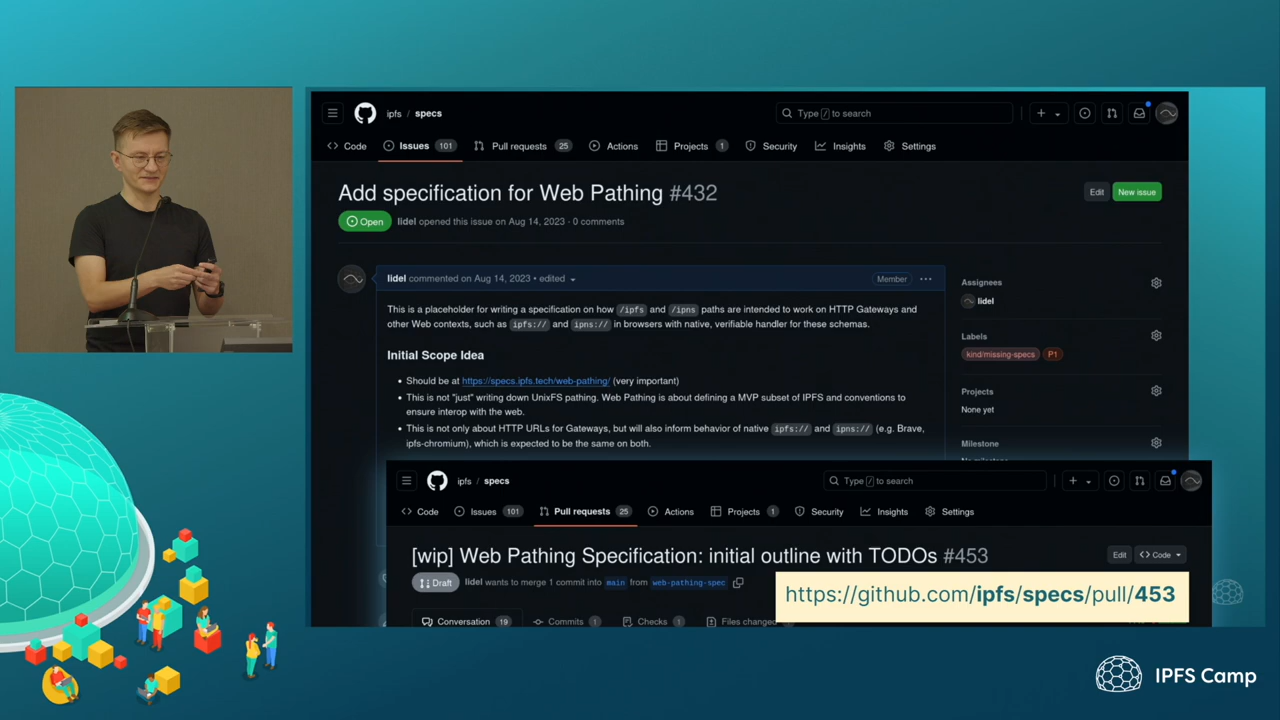 ipfs / specs
Type / to search
Code
Issues 101
Pull requests 25
Actions
Projects 1
Security
Insights
Settings
Add specification for Web Pathing #432
Edit
New issue
Open
lidel opened this issue on Aug 14, 2023 · 0 comments
lidel commented on Aug 14, 2023 • edited
Member
This is a placeholder for writing a specification on how /ipfs and /ipns paths are intended to work on HTTP Gateways and
other Web contexts, such as ipfs:// and ipns:// in browsers with native, verifiable handler for these schemas.
Initial Scope Idea
• Should be at https://specs.ipfs.tech/web-pathing/ (very important)
• This is not "just" writing down UnixFS pathing. Web Pathing is about defining a MVP subset of IPFS and conventions to
ensure interop with the web.
• This is not only about HTTP URLs for Gateways, but will also inform behavior of native ipfs:// and ipns:// (e.g. Brave,
ipfs-chromium), which is expected to be the same on both.
Assignees
lidel
Labels
kind/missing-specs P1
Projects
None yet
Milestone
ipfs / specs
Type / to search
Code
Issues 101
Pull requests 25
Actions
Projects 1
Security
Insights
Settings
[wip] Web Pathing Specification: initial outline with TODOs #453
Edit
Code
Draft
lidel wants to merge 1 commit into main from web-pathing-spec
https://github.com/ipfs/specs/pull/453
Conversation 19
Commits 1
Checks 1
Files changed
IPFS Camp